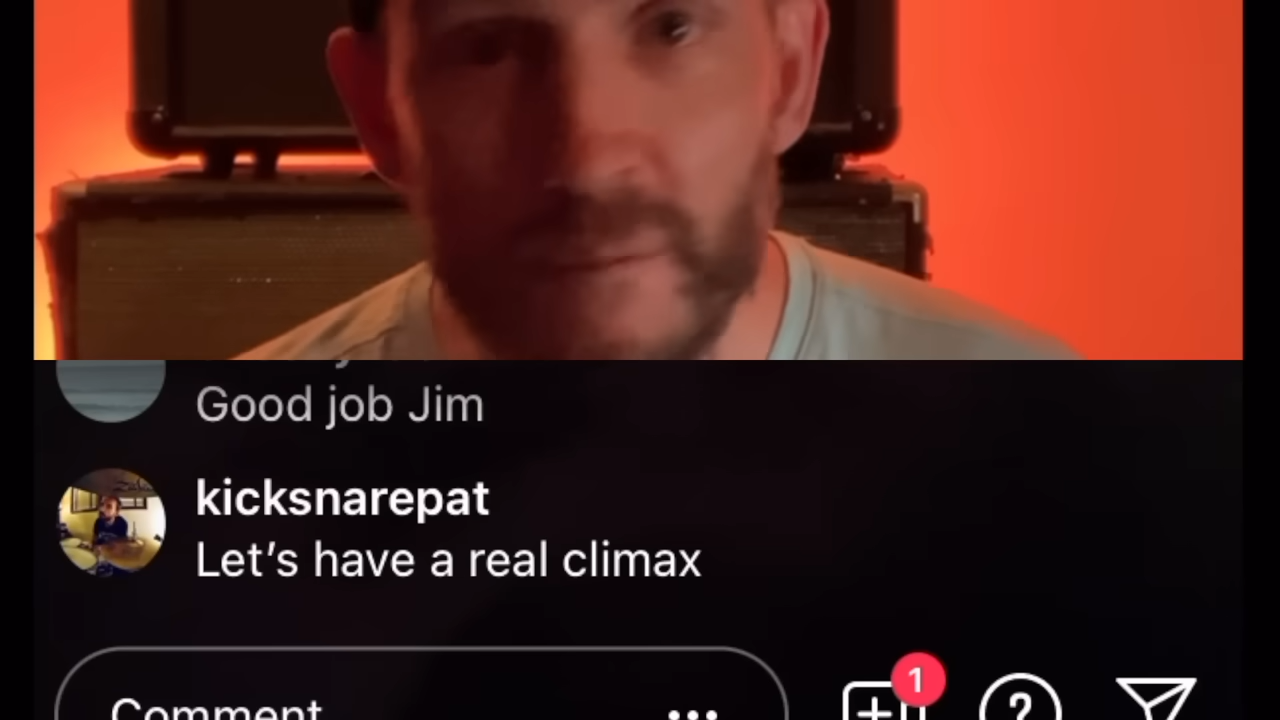 Good job Jim
kicksnarepat
Let's have a real climax
Comment
1
?